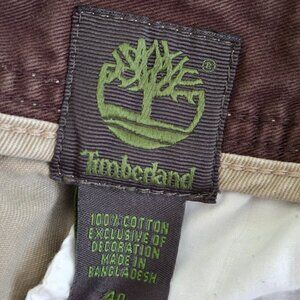 ®
Timberland
100% COTTON
EXCLUSIVE OF
DECORATION
MADE IN
BANGLADESH